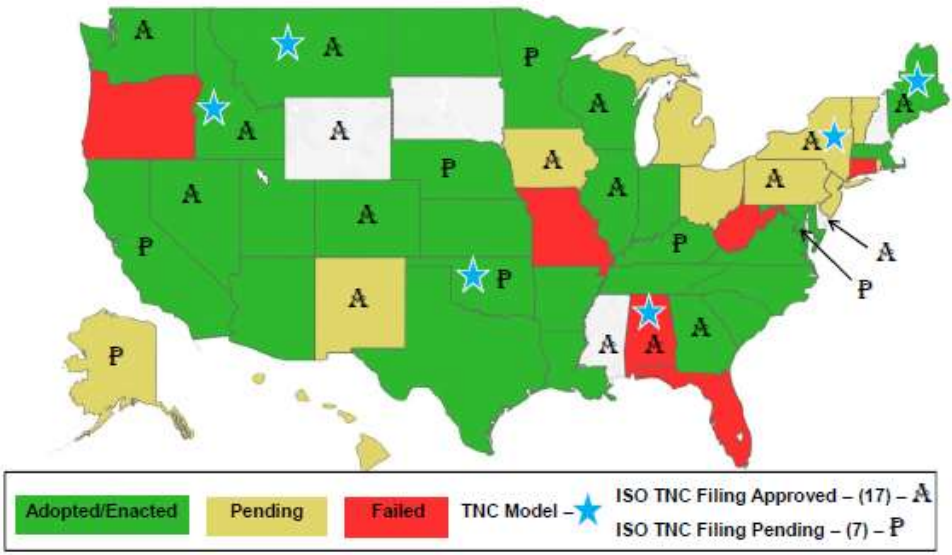 A
A
P
A
A
A
A
A
A
P
A
A
A
A
P
P
A
P
P
A
A
A
A
P
Adopted/Enacted
Pending
Failed
TNC Model –
ISO TNC Filing Approved – (17) – A
ISO TNC Filing Pending – (7) – P